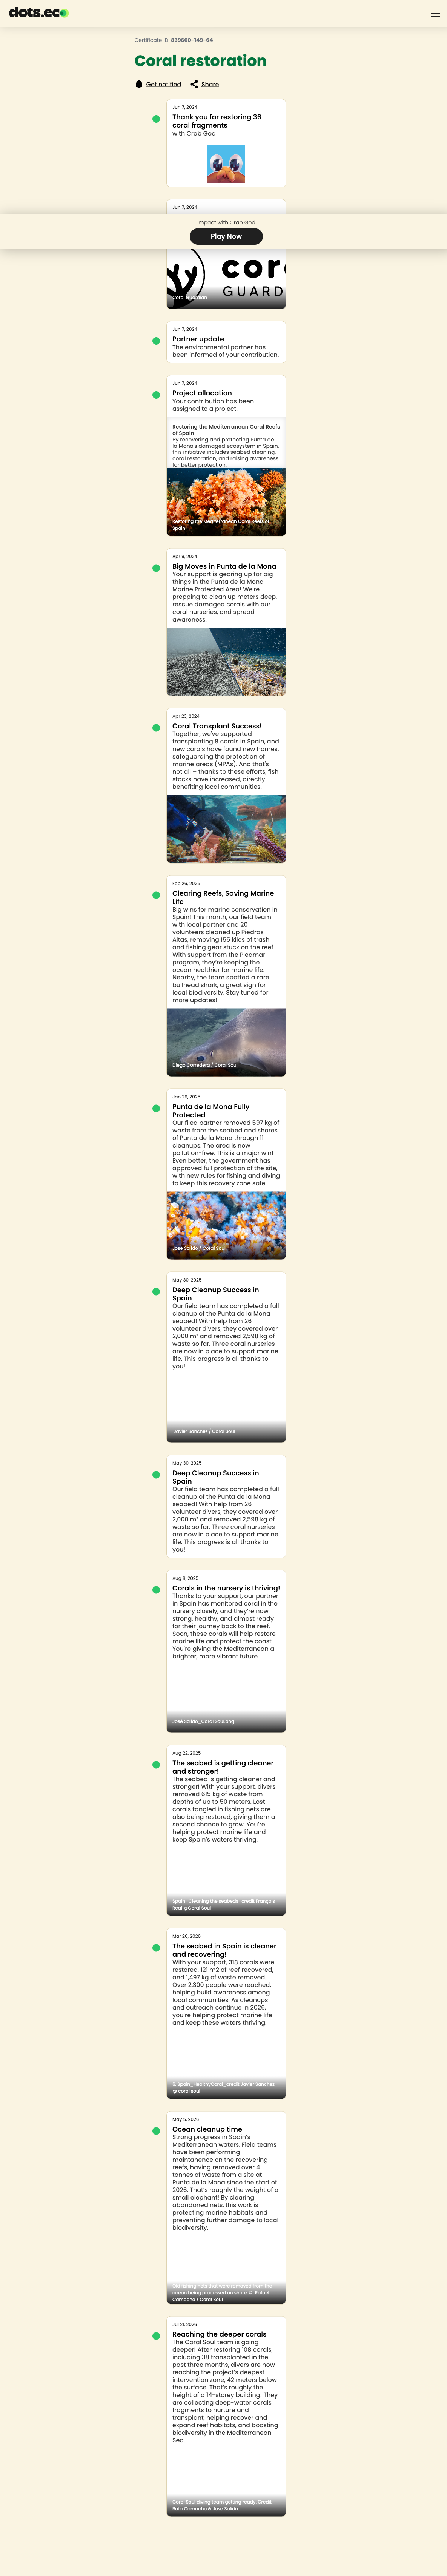 dots.eco
Certificate ID: 839600-149-64
Coral restoration
Get notified
Share
Jun 7, 2024
Thank you for restoring 36
coral fragments
with Crab God
Jun 7, 2024
Impact with Crab God
Play Now
GUARD
Coral Guardian
Jun 7, 2024
Partner update
The environmental partner has
been informed of your contribution.
Jun 7, 2024
Project allocation
Your contribution has been
assigned to a project.
Restoring the Mediterranean Coral Reefs
of Spain
By recovering and protecting Punta de
la Mona's damaged ecosystem in Spain,
this initiative includes seabed cleaning,
coral restoration, and raising awareness
for better protection.
Restoring the Mediterranean Coral Reefs of
Spain
Apr 9, 2024
Big Moves in Punta de la Mona
Your support is gearing up for big
things in the Punta de la Mona
Marine Protected Area! We're
prepping to clean up meters deep,
rescue damaged corals with our
coral nurseries, and spread
awareness.
Apr 23, 2024
Coral Transplant Success!
Together, we've supported
transplanting 8 corals in Spain, and
new corals have found new homes,
safeguarding the protection of
marine areas (MPAs). And that's
not all – thanks to these efforts, fish
stocks have increased, directly
benefiting local communities.
Feb 26, 2025
Clearing Reefs, Saving Marine
Life
Big wins for marine conservation in
Spain! This month, our field team
with local partner and 20
volunteers cleaned up Piedras
Altas, removing 155 kilos of trash
and fishing gear stuck on the reef.
With support from the Pleamar
program, they're keeping the
ocean healthier for marine life.
Nearby, the team spotted a rare
bullhead shark, a great sign for
local biodiversity. Stay tuned for
more updates!
Diego Corredera / Coral Soul
Jan 29, 2025
Punta de la Mona Fully
Protected
Our filed partner removed 597 kg of
waste from the seabed and shores
of Punta de la Mona through 11
cleanups. The area is now
pollution-free. This is a major win!
Even better, the government has
approved full protection of the site,
with new rules for fishing and diving
to keep this recovery zone safe.
Jose Salido / Coral Soul
May 30, 2025
Deep Cleanup Success in
Spain
Our field team has completed a full
cleanup of the Punta de la Mona
seabed! With help from 26
volunteer divers, they covered over
2,000 m² and removed 2,598 kg of
waste so far. Three coral nurseries
are now in place to support marine
life. This progress is all thanks to
you!
Javier Sanchez / Coral Soul
May 30, 2025
Deep Cleanup Success in
Spain
Our field team has completed a full
cleanup of the Punta de la Mona
seabed! With help from 26
volunteer divers, they covered over
2,000 m² and removed 2,598 kg of
waste so far. Three coral nurseries
are now in place to support marine
life. This progress is all thanks to
you!
Aug 8, 2025
Corals in the nursery is thriving!
Thanks to your support, our partner
in Spain has monitored coral in the
nursery closely, and they're now
strong, healthy, and almost ready
for their journey back to the reef.
Soon, these corals will help restore
marine life and protect the coast.
You're giving the Mediterranean a
brighter, more vibrant future.
José Salido_Coral Soul.png
Aug 22, 2025
The seabed is getting cleaner
and stronger!
The seabed is getting cleaner and
stronger! With your support, divers
removed 615 kg of waste from
depths of up to 50 meters. Lost
corals tangled in fishing nets are
also being restored, giving them a
second chance to grow. You're
helping protect marine life and
keep Spain's waters thriving.
Spain_Cleaning the seabeds_credit François
Real @Coral Soul
Mar 26, 2026
The seabed in Spain is cleaner
and recovering!
With your support, 318 corals were
restored, 121 m2 of reef recovered,
and 1,497 kg of waste removed.
Over 2,300 people were reached,
helping build awareness among
local communities. As cleanups
and outreach continue in 2026,
you're helping protect marine life
and keep these waters thriving.
5. Spain_HealthyCoral_credit Javier Sanchez
@ coral soul
May 5, 2026
Ocean cleanup time
Strong progress in Spain's
Mediterranean waters. Field teams
have been performing
maintanence on the recovering
reefs, having removed over 4
tonnes of waste from a site at
Punta de la Mona since the start of
2026. That's roughly the weight of a
small elephant! By clearing
abandoned nets, this work is
protecting marine habitats and
preventing further damage to local
biodiversity.
Old fishing nets that were removed from the
ocean being processed on shore. © Rafael
Camacho / Coral Soul
Jul 21, 2026
Reaching the deeper corals
The Coral Soul team is going
deeper! After restoring 108 corals,
including 38 transplanted in the
past three months, divers are now
reaching the project's deepest
intervention zone, 42 meters below
the surface. That's roughly the
height of a 14-storey building! They
are collecting deep-water corals
fragments to nurture and
transplant, helping recover and
expand reef habitats, and boosting
biodiversity in the Mediterranean
Sea.
Coral Soul diving team getting ready. Credit:
Rafa Camacho & Jose Salido.